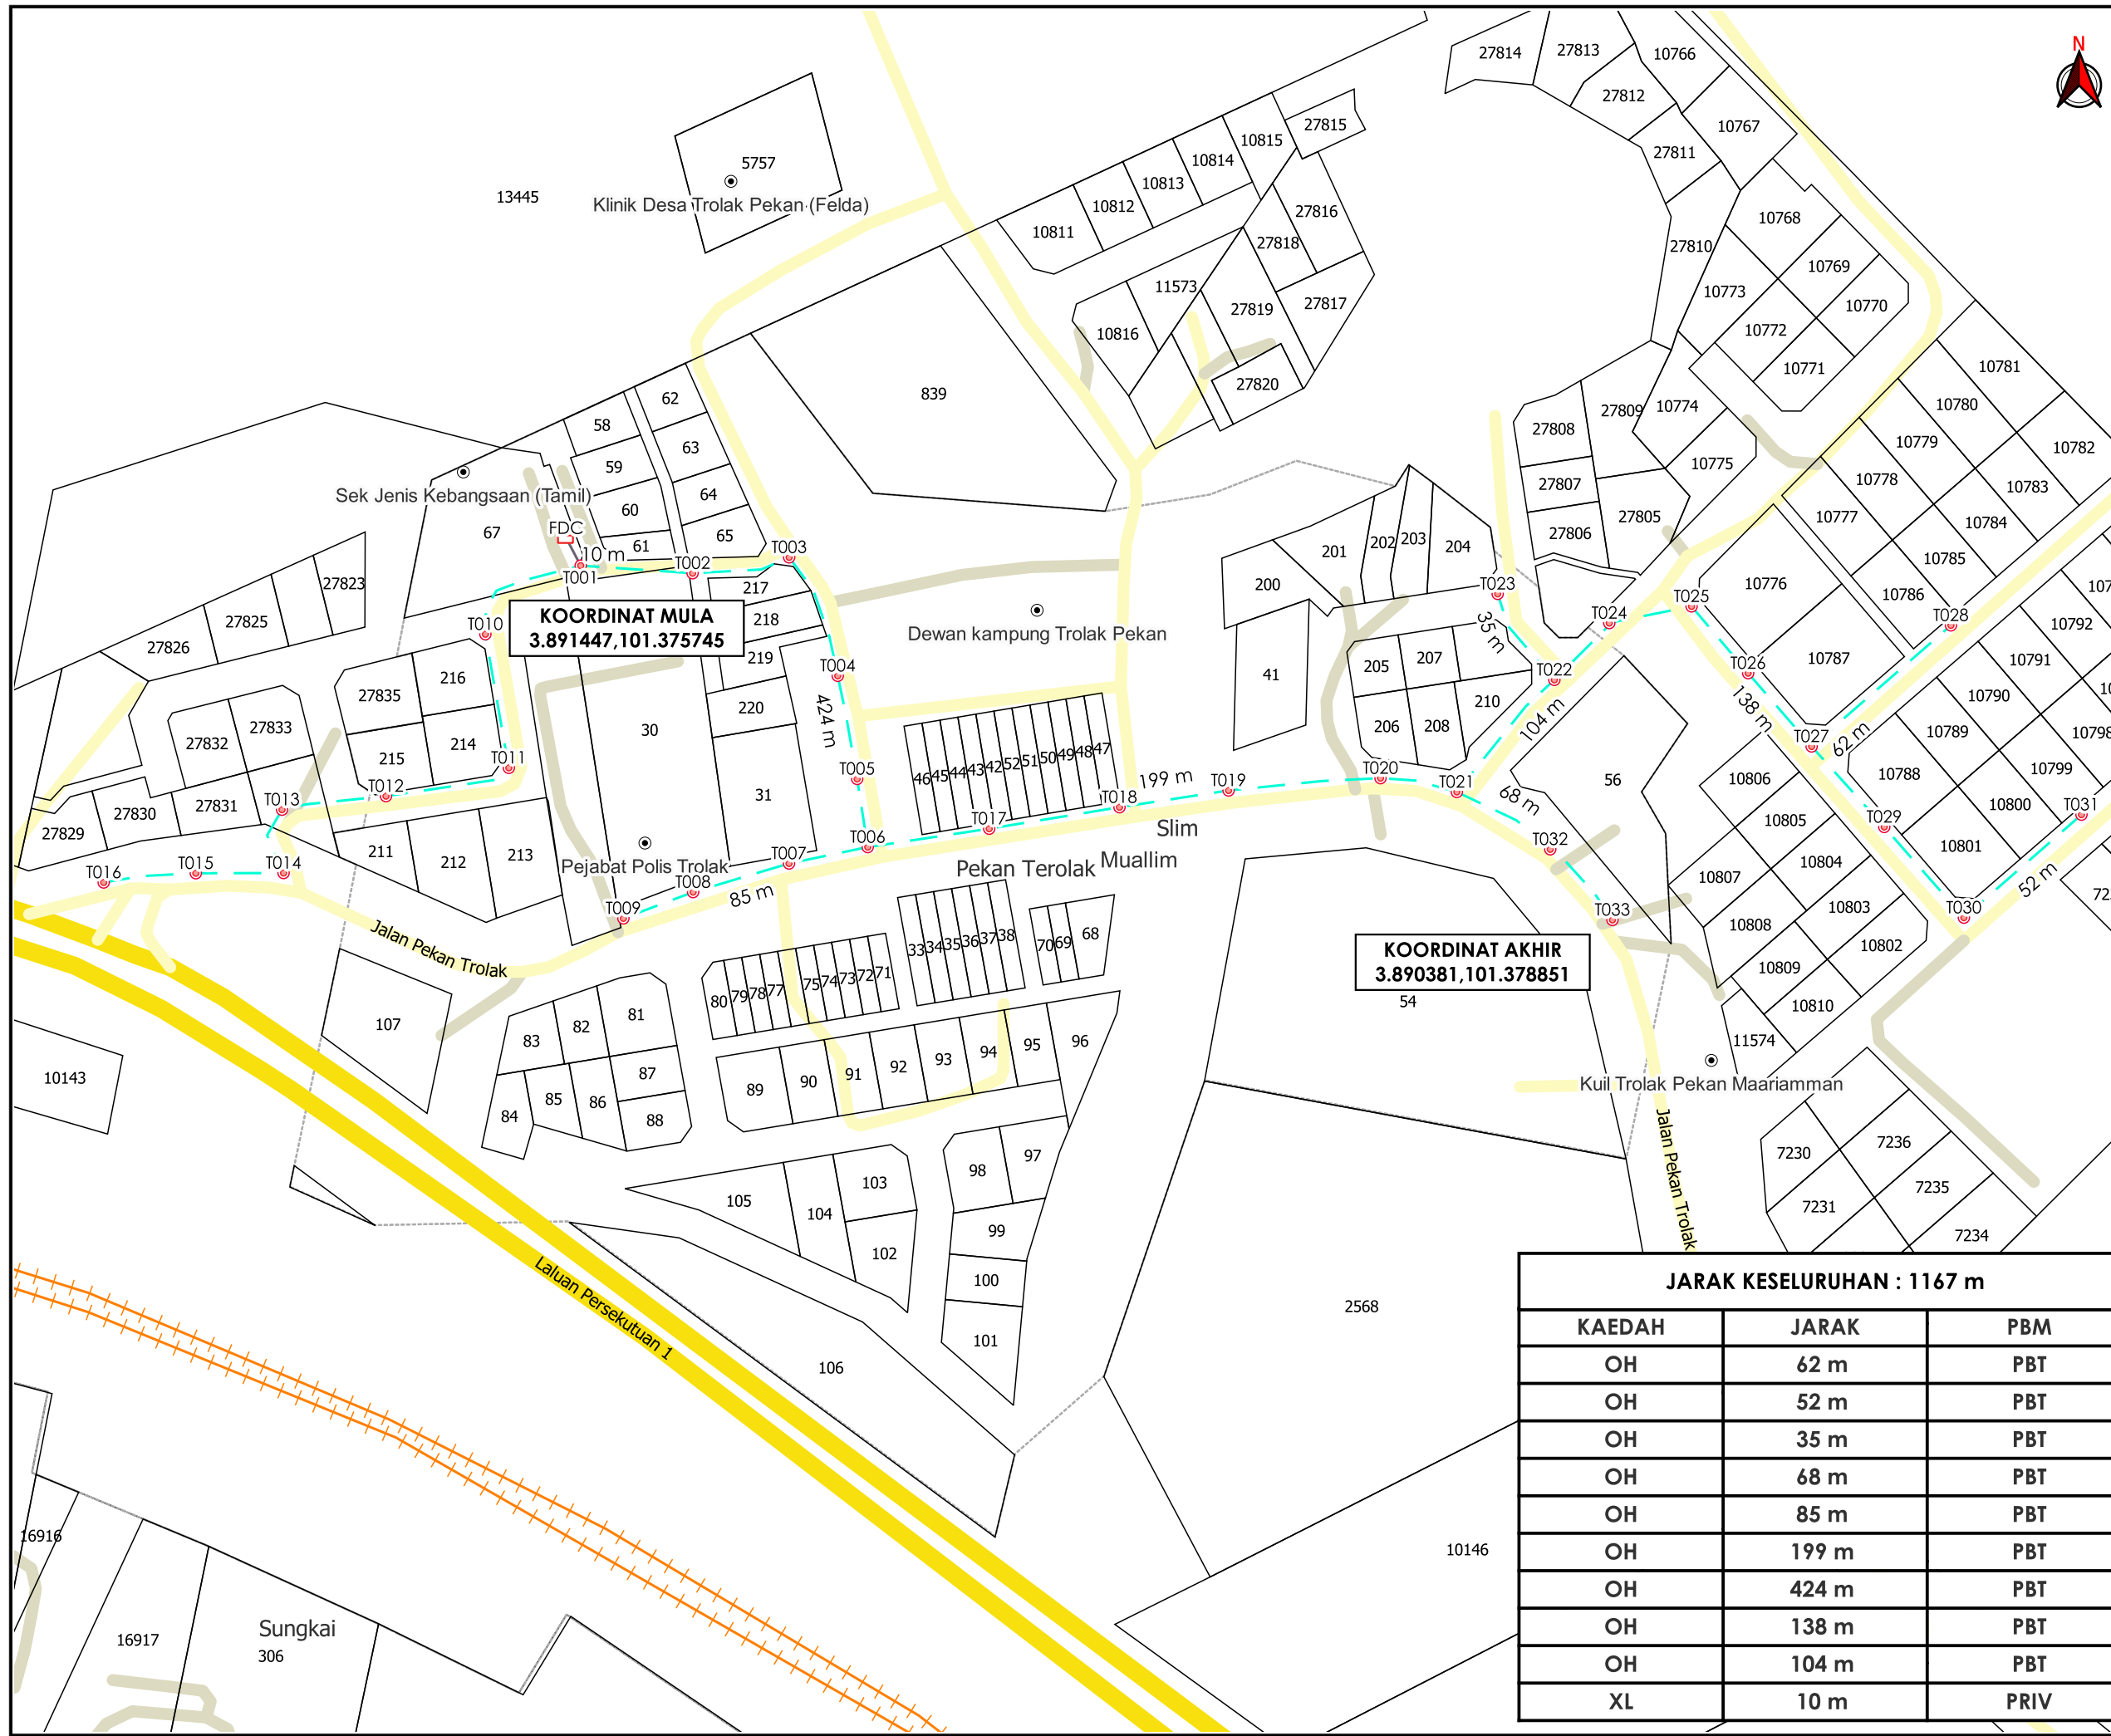 N
27814
27813
10766
27812
10767
27815
10815
10814
10813
10812
10811
27811
5757
13445
Klinik Desa Trolak Pekan (Felda)
27816
27818
27810
10768
10769
10770
10773
10772
10771
11573
27819
27817
10816
27820
839
10781
10780
10782
10779
10778
10783
10777
10784
10785
10786
27809
10774
27808
10775
27807
27806
27805
62
58
63
59
64
60
65
61
Sek Jenis Kebangsaan (Tamil)
67
FDC
10 m
T001
T002
T003
201
202
203
204
200
41
T023
35 m
T024
T025
10776
T028
10787
10792
10791
10790
10789
10788
10799
10800
10801
27823
27825
27826
T010
KOORDINAT MULA
3.891447,101.375745
217
218
219
220
Dewan kampung Trolak Pekan
205
207
206
208
210
T022
104 m
T026
138 m
T027
62 m
T004
424 m
27835
216
215
214
27833
27832
T011
T012
T013
27831
27830
27829
30
31
T005
46
45
44
43
42
52
51
50
49
48
47
T018
199 m
T019
T020
T021
68 m
56
10806
10805
10804
10807
10803
10808
10802
10809
10810
11574
T029
T031
T030
52 m
T016
T015
T014
211
212
213
Pejabat Polis Trolak
T009
T008
T007
T006
T017
85 m
Slim
Muallim
Pekan Terolak
T032
T033
Jalan Pekan Trolak
KOORDINAT AKHIR
3.890381,101.378851
54
33
34
35
36
37
38
70
69
68
80
79
78
77
75
74
73
72
71
107
10143
83
82
81
84
85
86
87
88
89
90
91
92
93
94
95
96
Kuil Trolak Pekan Maariamman
Jalan Pekan Trolak
7230
7236
7231
7235
7234
105
104
103
102
98
97
99
100
101
Laluan Persekutuan 1
106
2568
10146
16916
16917
Sungkai
306
JARAK KESELURUHAN : 1167 m
KAEDAH JARAK PBM
OH 62 m PBT
OH 52 m PBT
OH 35 m PBT
OH 68 m PBT
OH 85 m PBT
OH 199 m PBT
OH 424 m PBT
OH 138 m PBT
OH 104 m PBT
XL 10 m PRIV